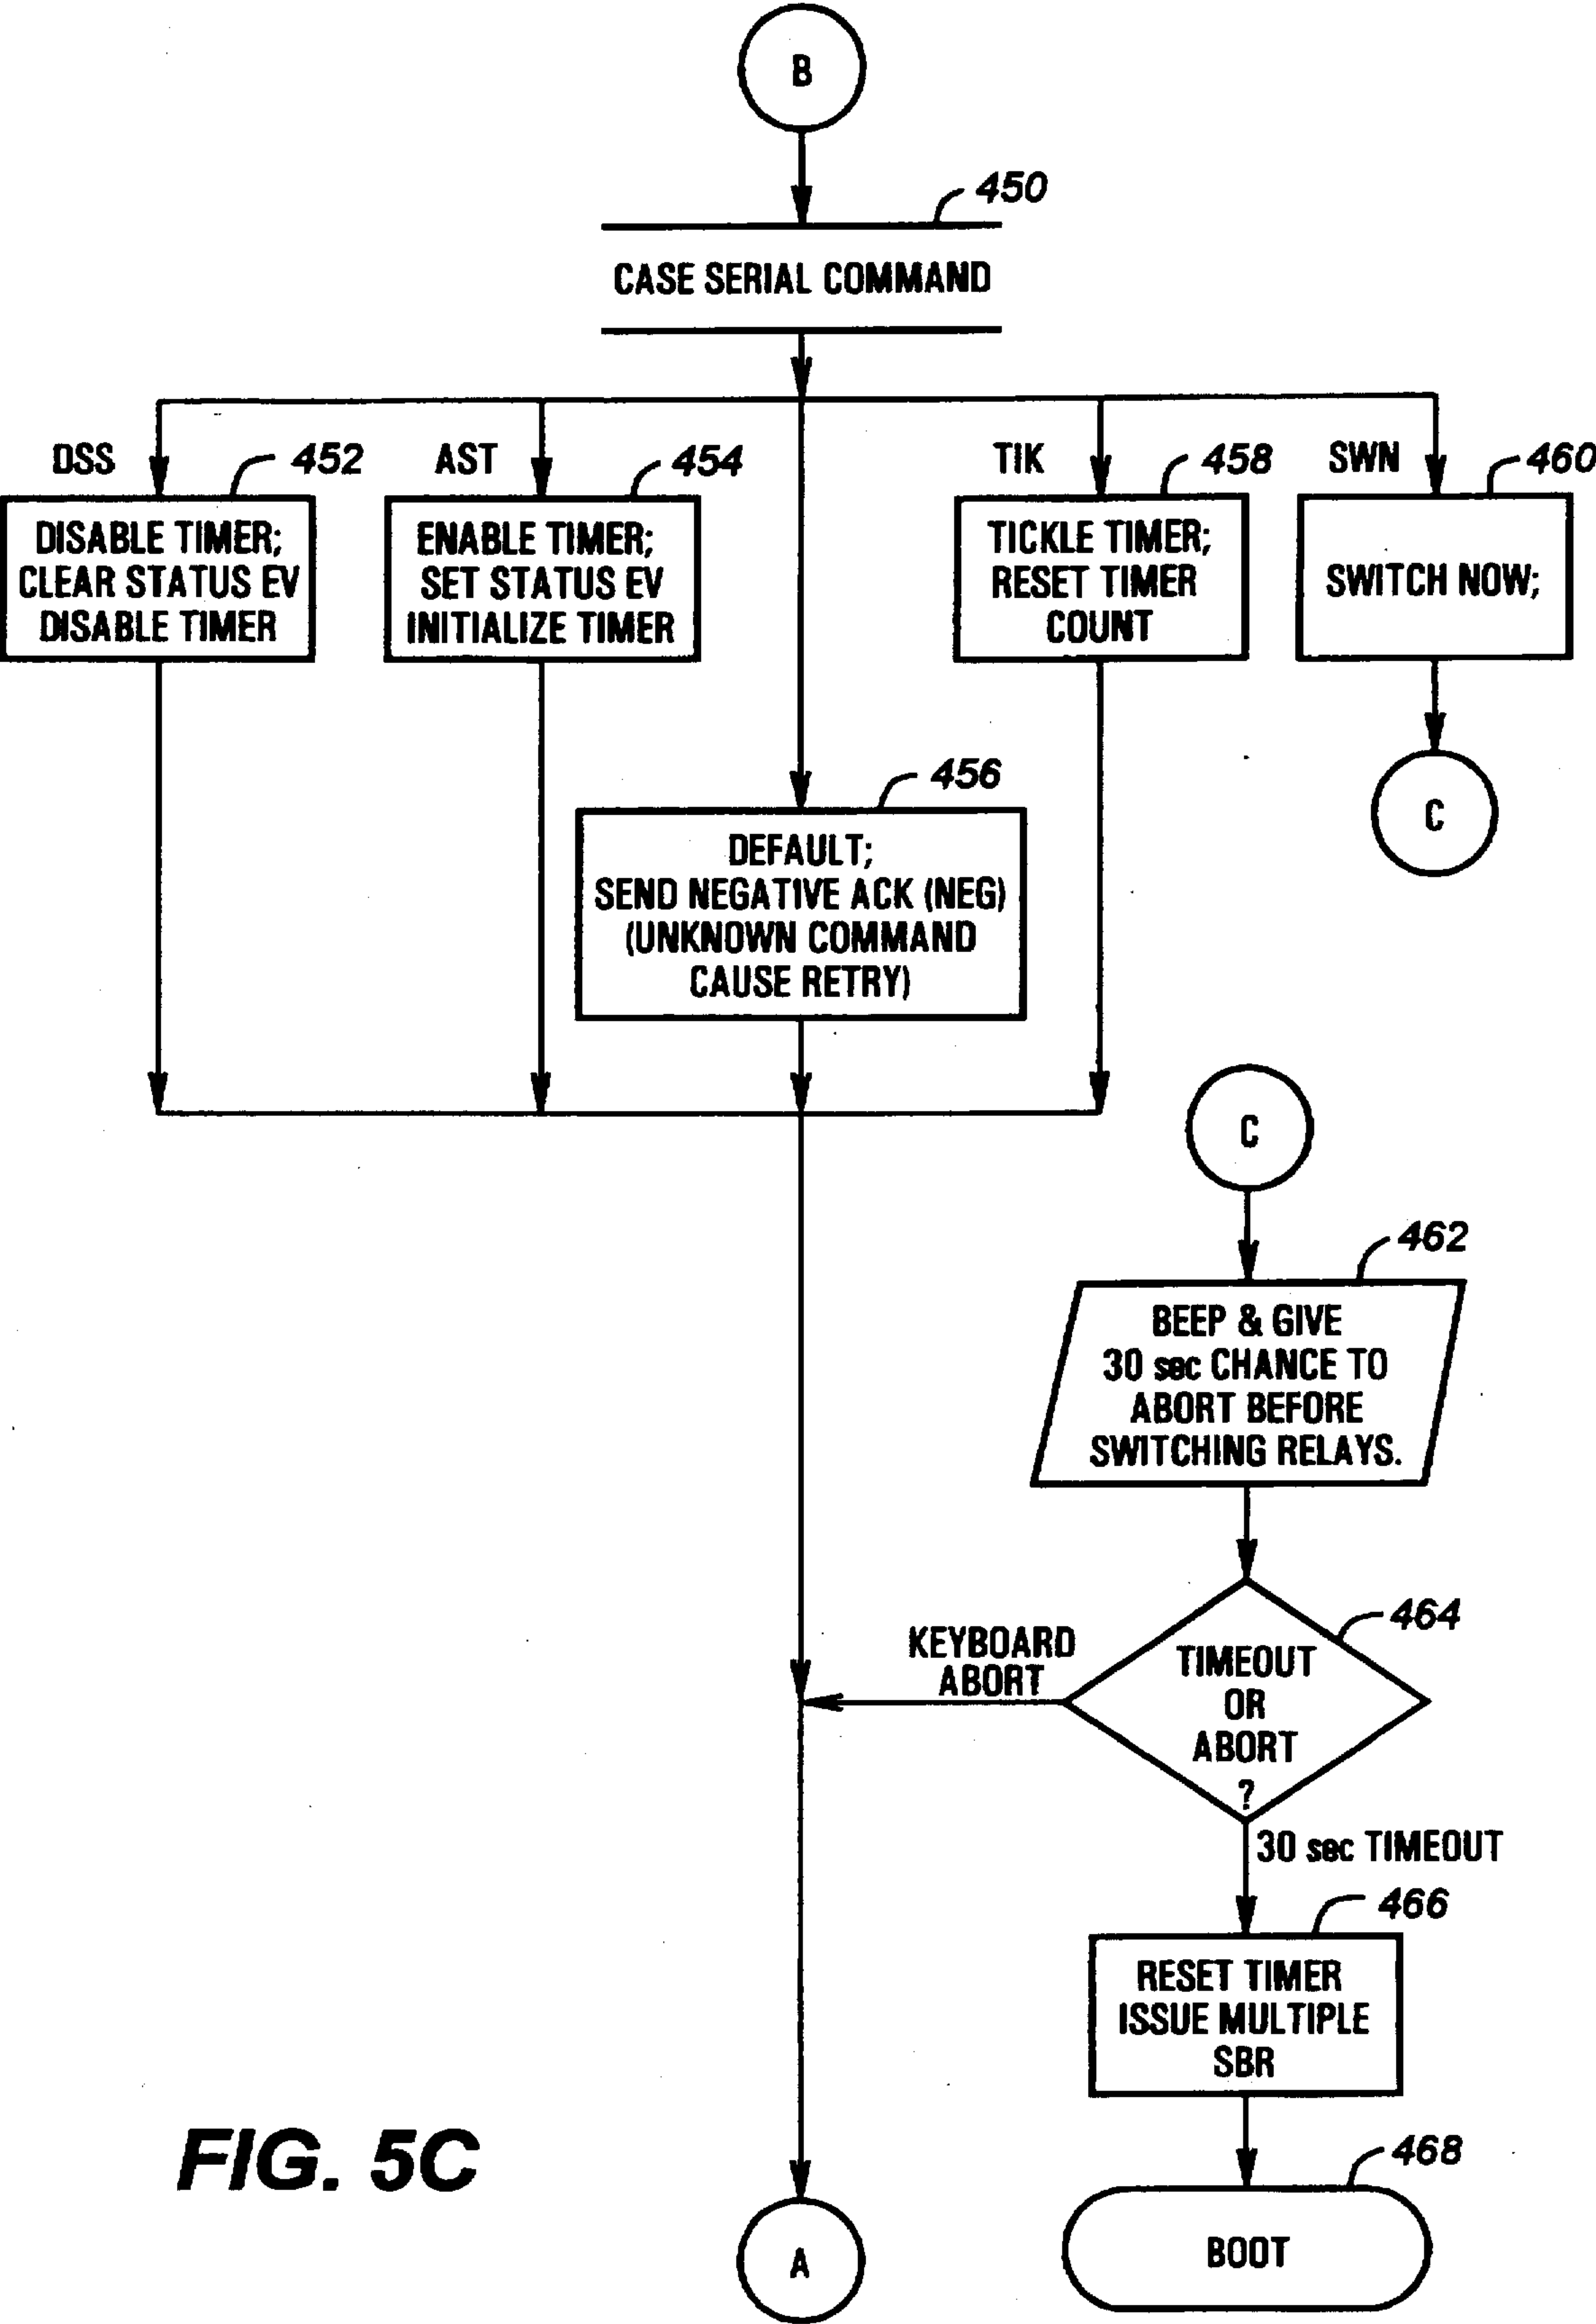 B
450
CASE SERIAL COMMAND
DSS
452
AST
454
TIK
458
SWN
460
DISABLE TIMER;
CLEAR STATUS EV
DISABLE TIMER
ENABLE TIMER;
SET STATUS EV
INITIALIZE TIMER
TICKLE TIMER;
RESET TIMER
COUNT
SWITCH NOW;
C
456
DEFAULT;
SEND NEGATIVE ACK (NEG)
(UNKNOWN COMMAND
CAUSE RETRY)
C
462
BEEP & GIVE
30 sec CHANCE TO
ABORT BEFORE
SWITCHING RELAYS.
464
KEYBOARD
ABORT
TIMEOUT
OR
ABORT
?
30 sec TIMEOUT
466
RESET TIMER
ISSUE MULTIPLE
SBR
468
BOOT
A
FIG. 5C